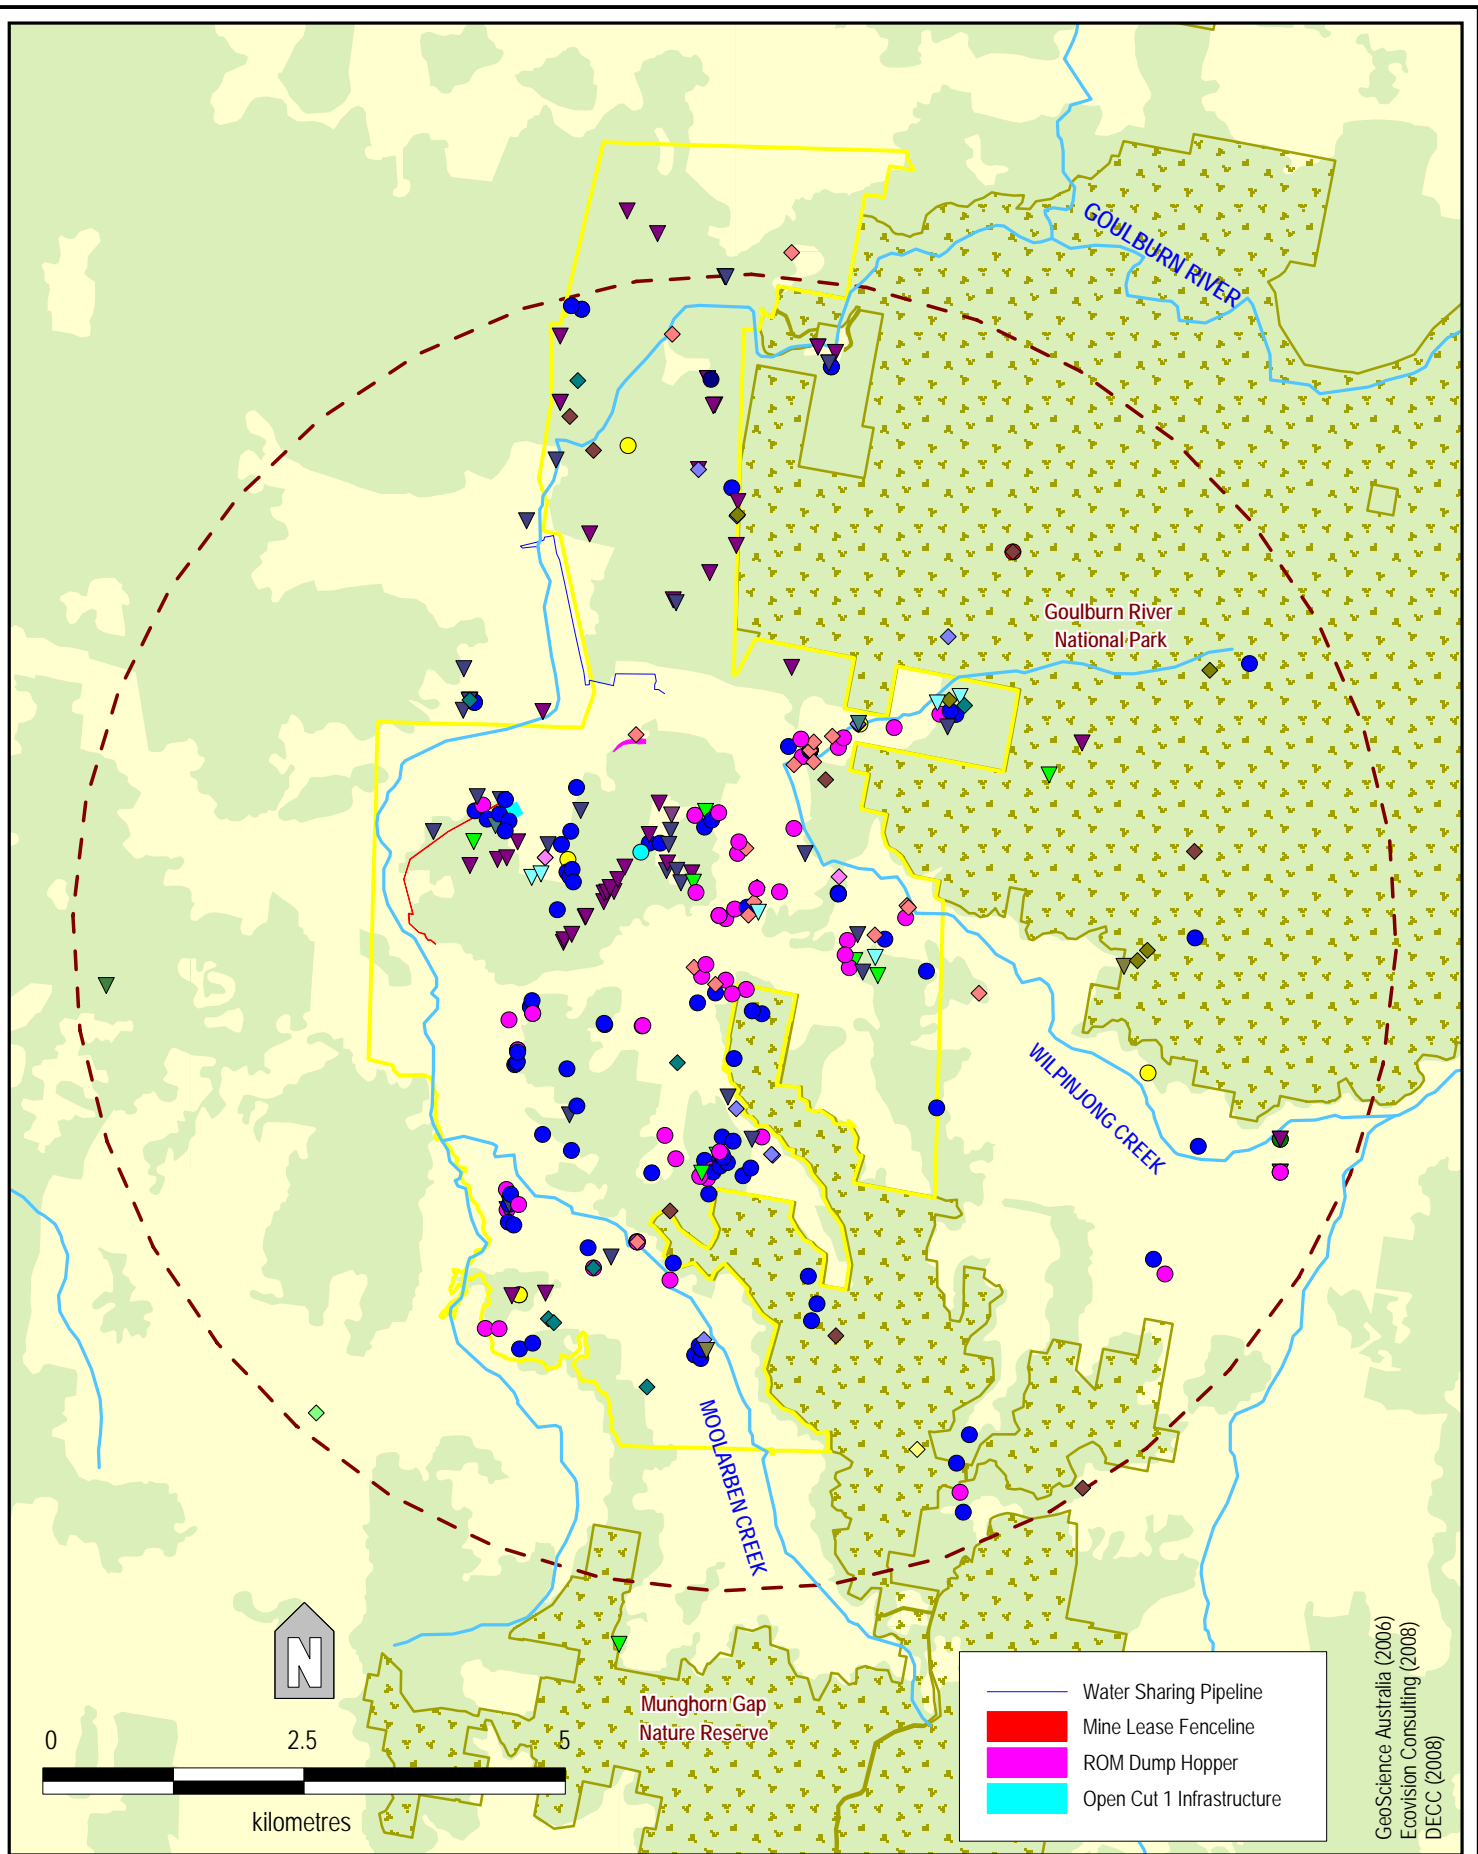 GOULBURN RIVER
Goulburn River
National Park
WILPINJONG CREEK
MOOLARBEN CREEK
Munghorn Gap
Nature Reserve
N
0 2.5 5
kilometres
Water Sharing Pipeline
Mine Lease Fenceline
ROM Dump Hopper
Open Cut 1 Infrastructure
GeoScience Australia (2006)
Ecovision Consulting (2008)
DECC (2008)